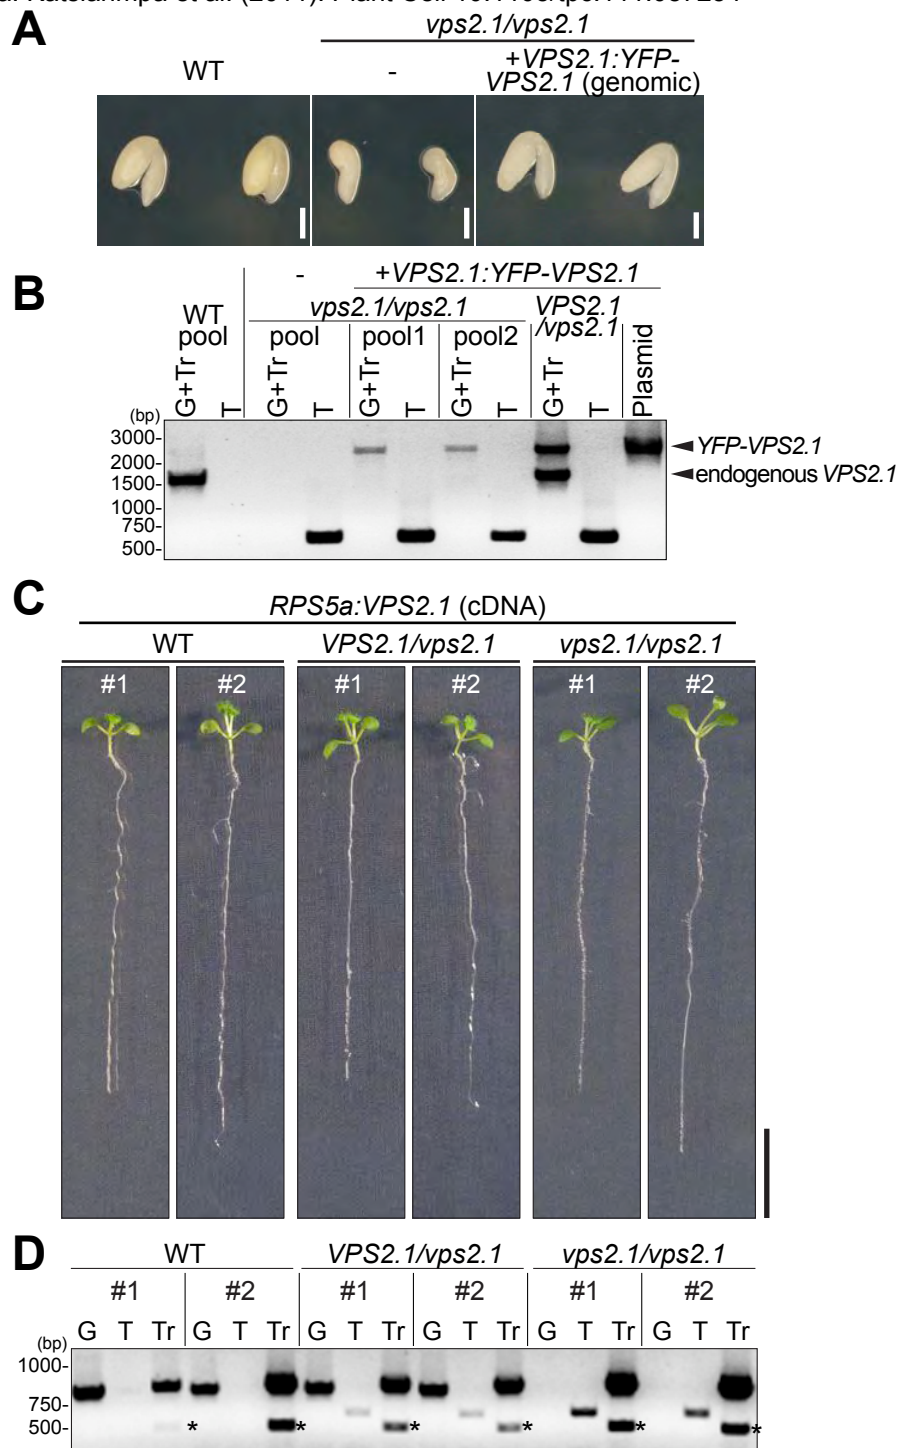 A
vps2.1/vps2.1
WT
-
+VPS2.1:YFP-
VPS2.1 (genomic)
B
-
+VPS2.1:YFP-VPS2.1
WT
pool
vps2.1/vps2.1
VPS2.1
/vps2.1
pool
pool1
pool2
G+Tr
T
G+Tr
T
G+Tr
T
G+Tr
T
G+Tr
T
Plasmid
(bp)
3000-
2000-
1500-
1000-
750-
500-
YFP-VPS2.1
endogenous VPS2.1
C
RPS5a:VPS2.1 (cDNA)
WT VPS2.1/vps2.1 vps2.1/vps2.1
#1 #2 #1 #2 #1 #2
D
WT VPS2.1/vps2.1 vps2.1/vps2.1
#1 #2 #1 #2 #1 #2
(bp) G T Tr G T Tr G T Tr G T Tr G T Tr G T Tr
1000-
750-
500-
* * * * * *